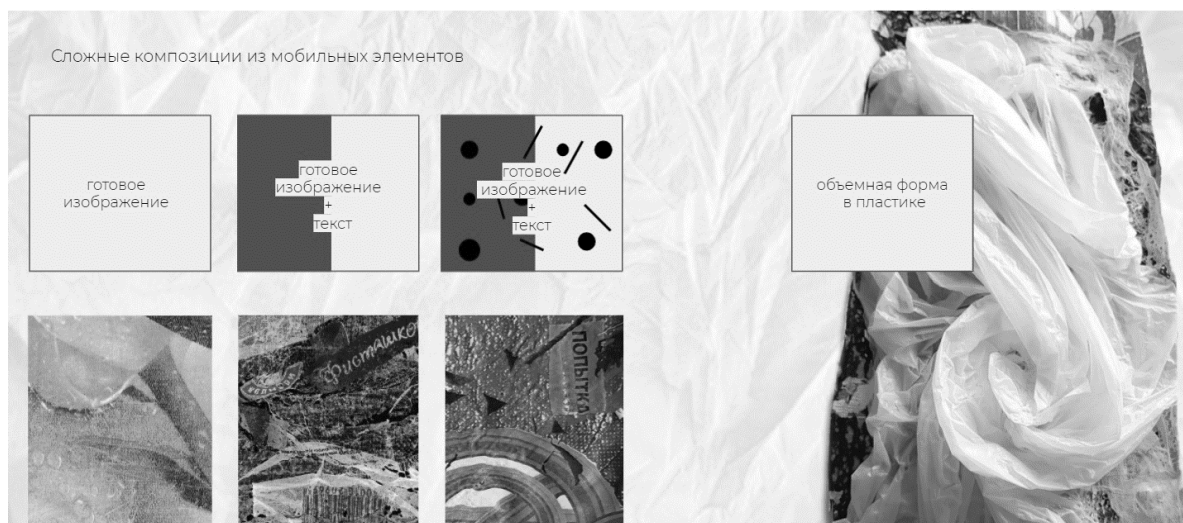 Сложные композиции из мобильных элементов
готовое
изображение
готовое
изображение
+
текст
готовое
изображение
+
текст
объемная форма
в пластике
Фисташко
ПОПЫТКА